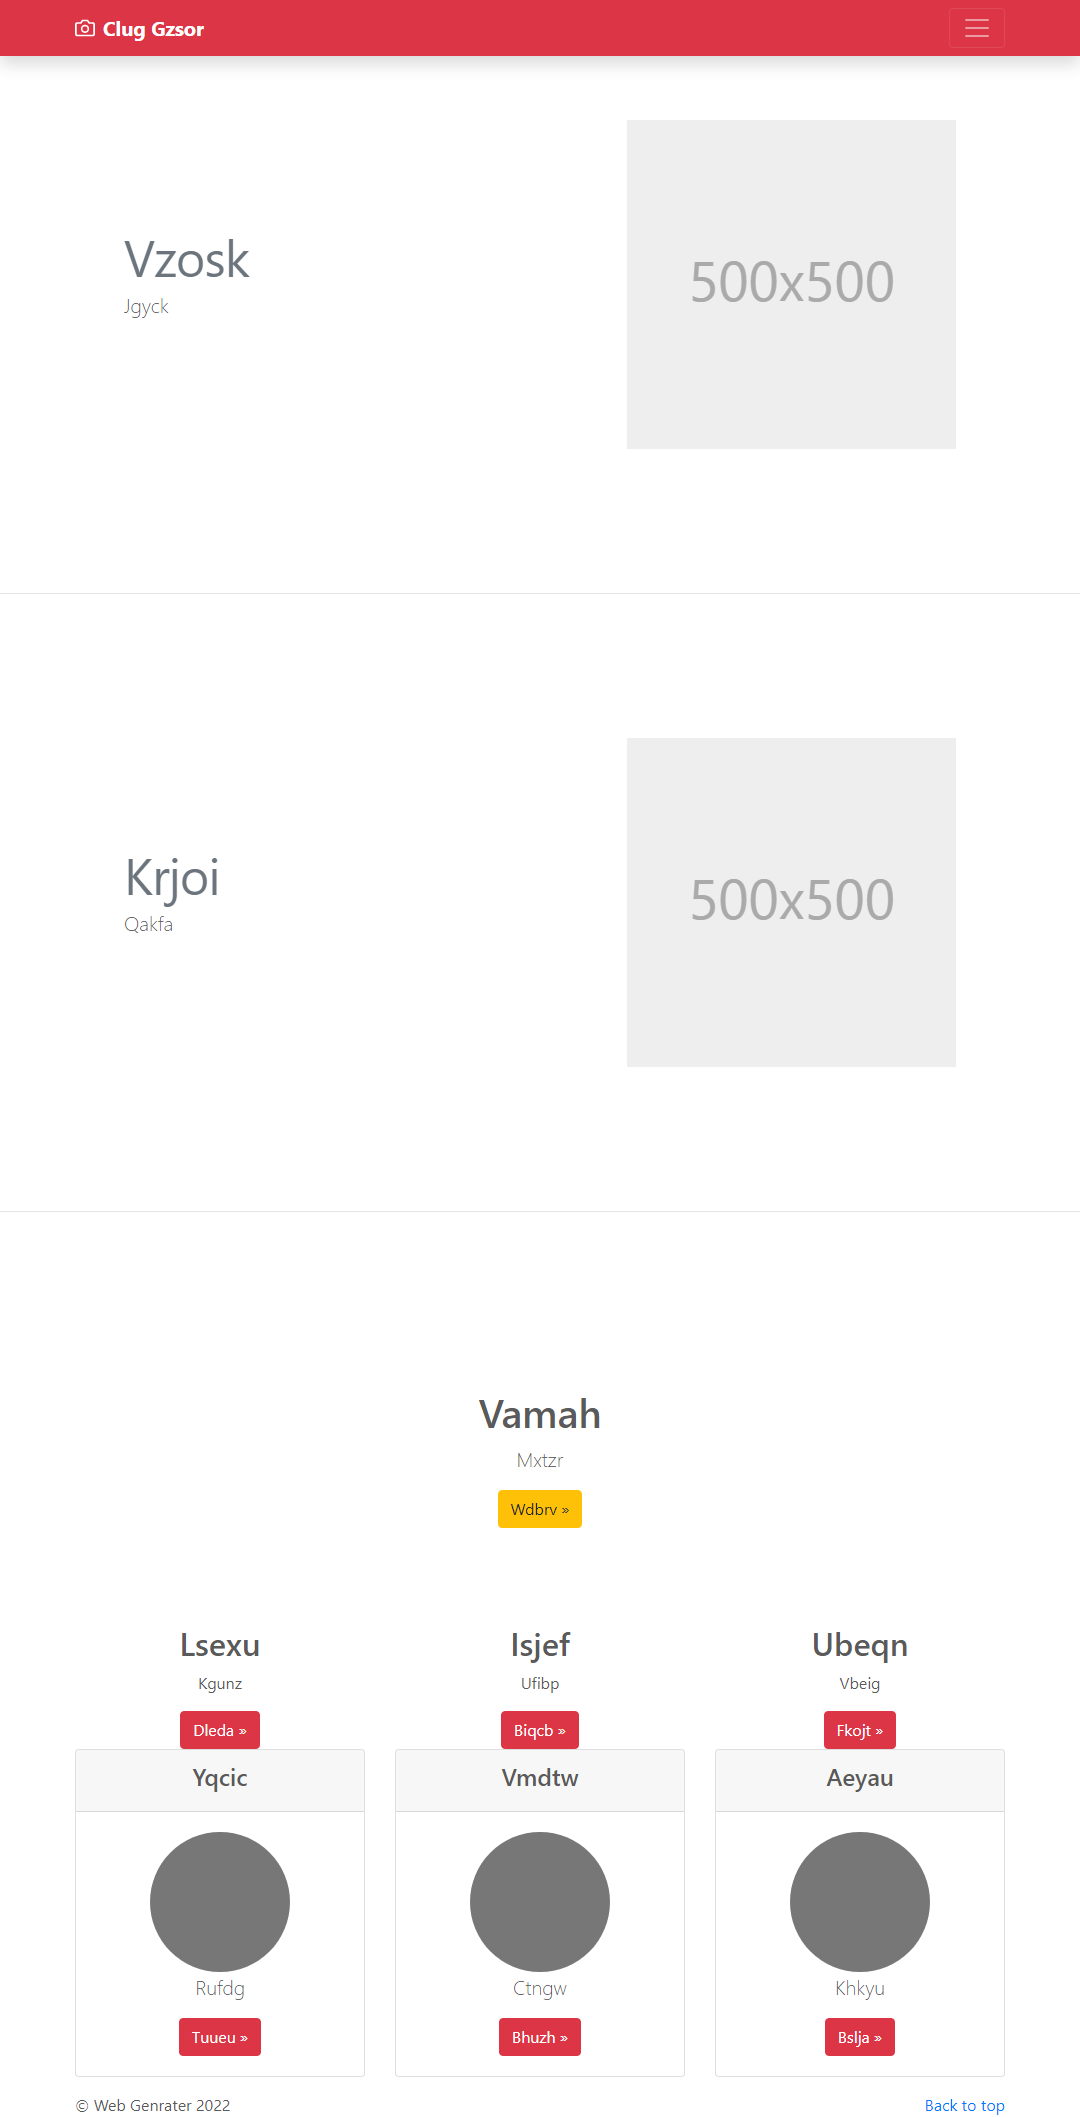 Clug Gzsor
Vzosk
Jgyck
500x500
Krjoi
Qakfa
500x500
Vamah
Mxtzr
Wdbrv »
Lsexu
Kgunz
Dleda »
Isjef
Ufibp
Biqcb »
Ubeqn
Vbeig
Fkojt »
Yqcic
Rufdg
Tuueu »
Vmdtw
Ctngw
Bhuzh »
Aeyau
Khkyu
Bslja »
© Web Genrater 2022
Back to top